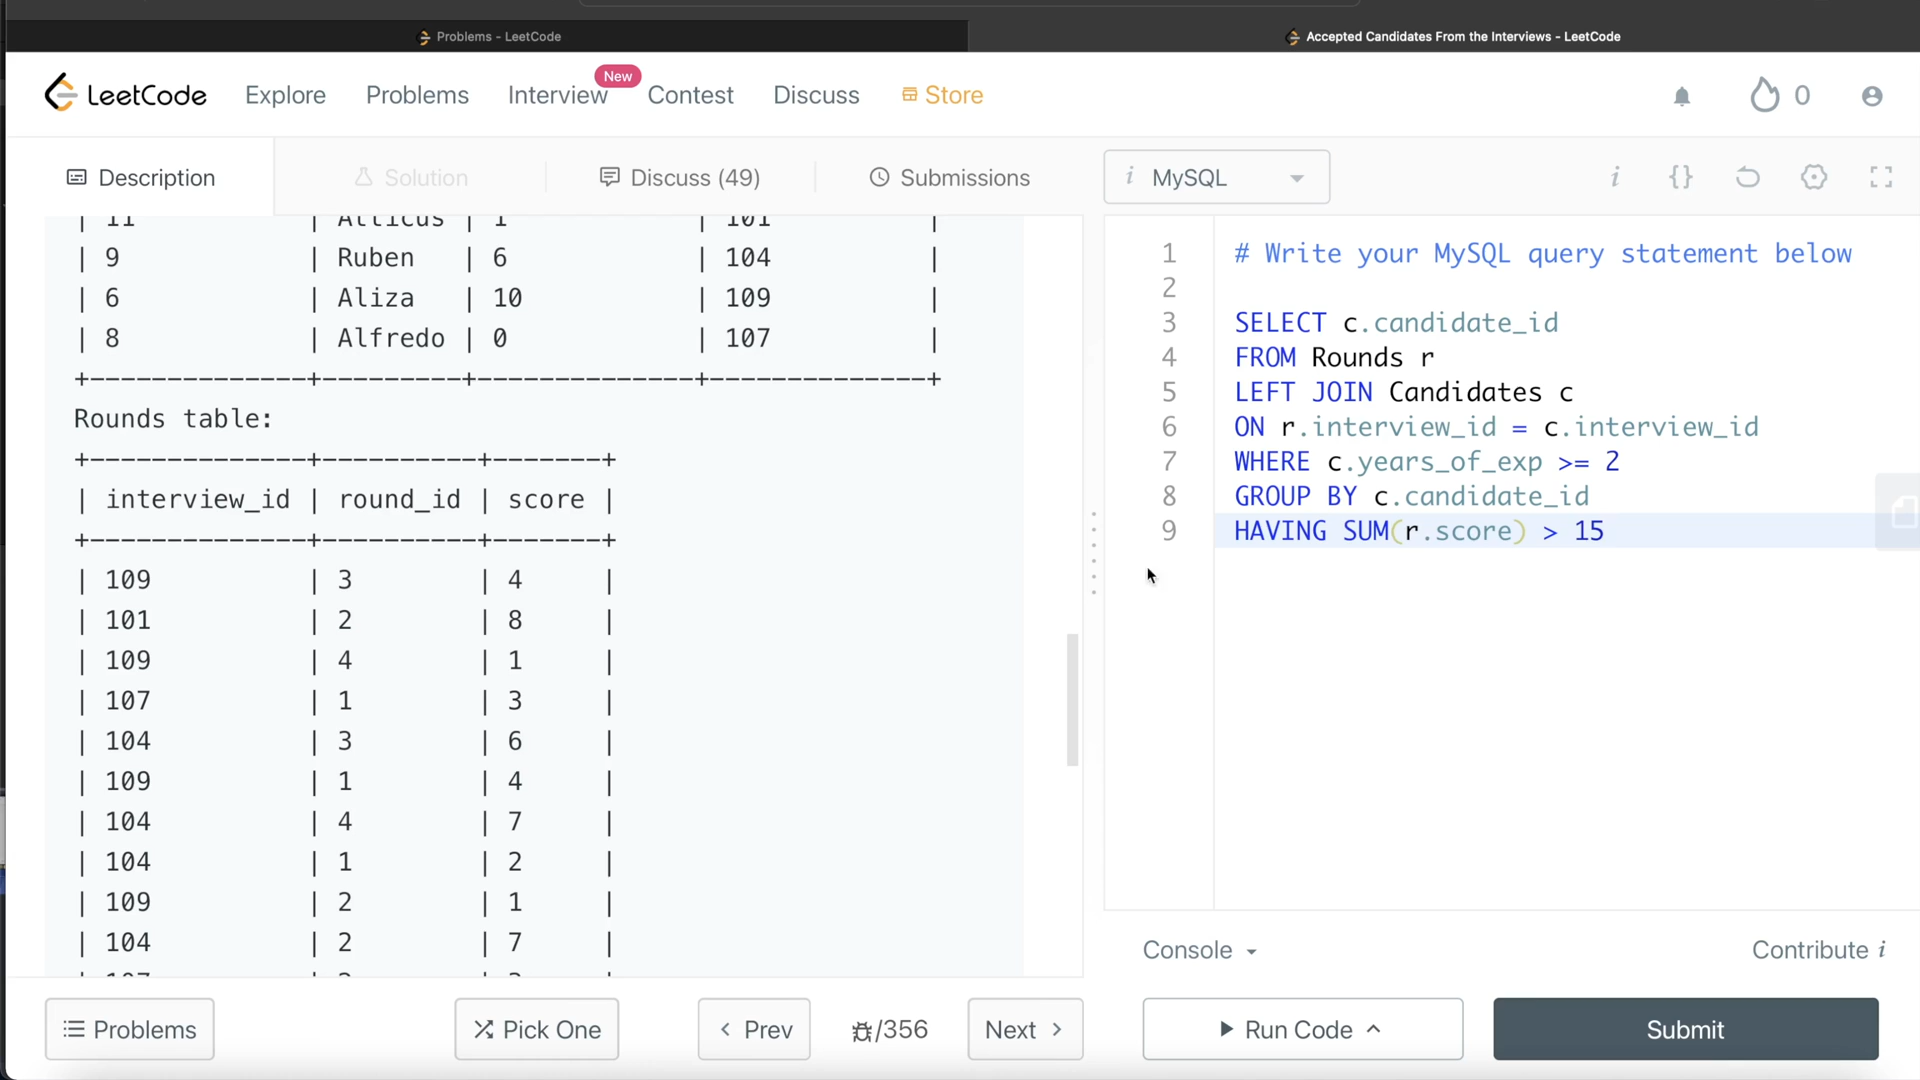 Problems - LeetCode
Accepted Candidates From the Interviews - LeetCode
LeetCode Explore Problems Interview New Contest Discuss Store 0
Description Solution Discuss (49) Submissions
| 11 | Atticus | 1 | 101 |
| 9 | Ruben | 6 | 104 |
| 6 | Aliza | 10 | 109 |
| 8 | Alfredo | 0 | 107 |
+---------------+---------+----------------+--------------+
Rounds table:
+---------------+----------+-------+
| interview_id | round_id | score |
+---------------+----------+-------+
| 109 | 3 | 4 |
| 101 | 2 | 8 |
| 109 | 4 | 1 |
| 107 | 1 | 3 |
| 104 | 3 | 6 |
| 109 | 1 | 4 |
| 104 | 4 | 7 |
| 104 | 1 | 2 |
| 109 | 2 | 1 |
| 104 | 2 | 7 |
i MySQL i {}
1 # Write your MySQL query statement below
2
3 SELECT c.candidate_id
4 FROM Rounds r
5 LEFT JOIN Candidates c
6 ON r.interview_id = c.interview_id
7 WHERE c.years_of_exp >= 2
8 GROUP BY c.candidate_id
9 HAVING SUM(r.score) > 15
Console
Contribute i
Problems Pick One < Prev /356 Next > Run Code Submit